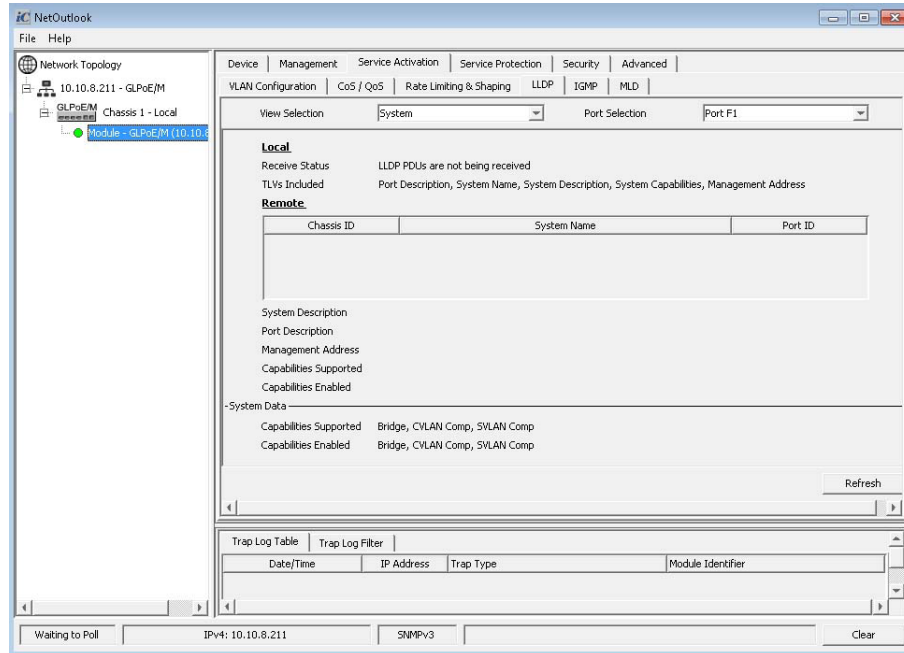 iC NetOutlook
File Help
Network Topology
10.10.8.211 - GLPoE/M
GLPoE/M Chassis 1 - Local
Module - GLPoE/M (10.10.8
Device Management Service Activation Service Protection Security Advanced
VLAN Configuration CoS / QoS Rate Limiting & Shaping LLDP IGMP MLD
View Selection System Port Selection Port F1
Local
Receive Status LLDP PDUs are not being received
TLVs Included Port Description, System Name, System Description, System Capabilities, Management Address
Remote
Chassis ID System Name Port ID
System Description
Port Description
Management Address
Capabilities Supported
Capabilities Enabled
System Data
Capabilities Supported Bridge, CVLAN Comp, SVLAN Comp
Capabilities Enabled Bridge, CVLAN Comp, SVLAN Comp
Refresh
Trap Log Table Trap Log Filter
Date/Time IP Address Trap Type Module Identifier
Waiting to Poll IPv4: 10.10.8.211 SNMPv3 Clear